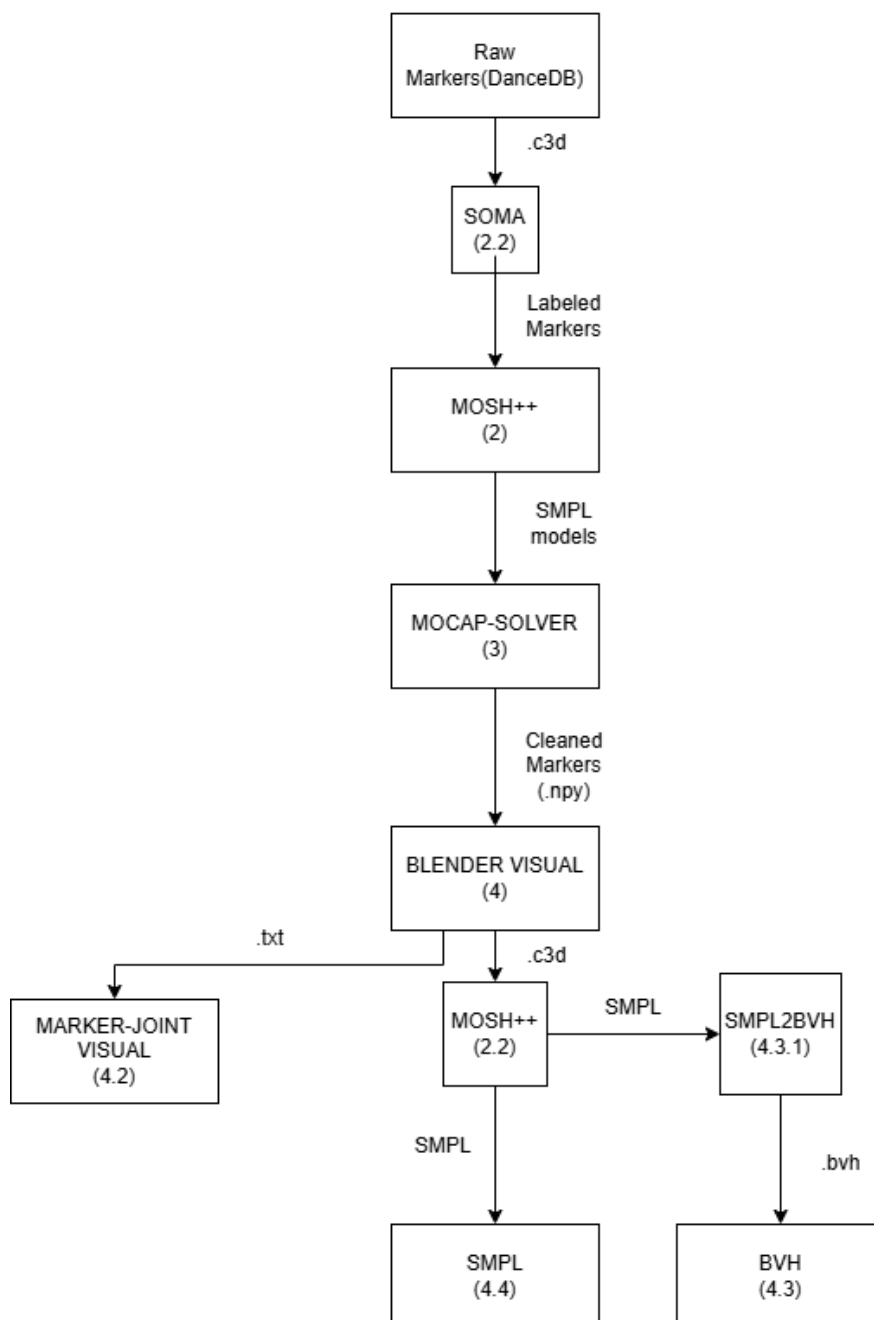 Raw
Markers(DanceDB)
.c3d
SOMA
(2.2)
Labeled
Markers
MOSH++
(2)
SMPL
models
MOCAP-SOLVER
(3)
Cleaned
Markers
(.npy)
BLENDER VISUAL
(4)
.txt
.c3d
MARKER-JOINT
VISUAL
(4.2)
MOSH++
(2.2)
SMPL
SMPL2BVH
(4.3.1)
SMPL
.bvh
SMPL
(4.4)
BVH
(4.3)